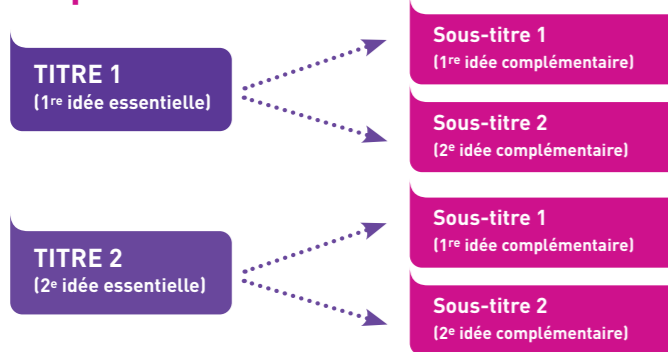 TITRE 1
(1re idée essentielle)
Sous-titre 1
(1re idée complémentaire)
Sous-titre 2
(2e idée complémentaire)
TITRE 2
(2e idée essentielle)
Sous-titre 1
(1re idée complémentaire)
Sous-titre 2
(2e idée complémentaire)